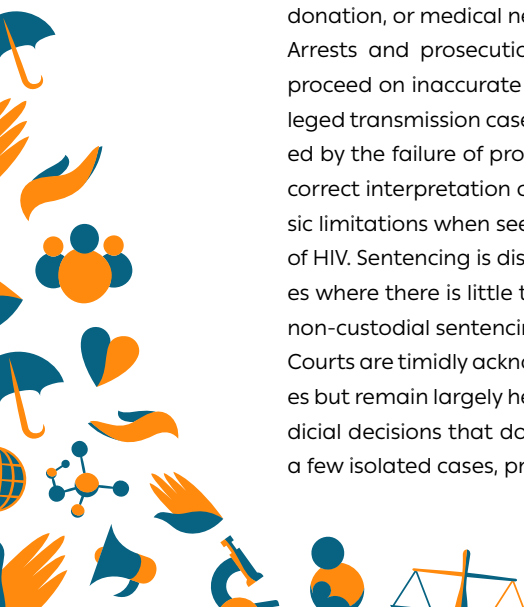 donation, or medical ne
Arrests and prosecutio
proceed on inaccurate
leged transmission case
ed by the failure of pro
correct interpretation o
sic limitations when see
of HIV. Sentencing is dis
es where there is little t
non-custodial sentencin
Courts are timidly ackno
es but remain largely he
dicial decisions that do
a few isolated cases, pr